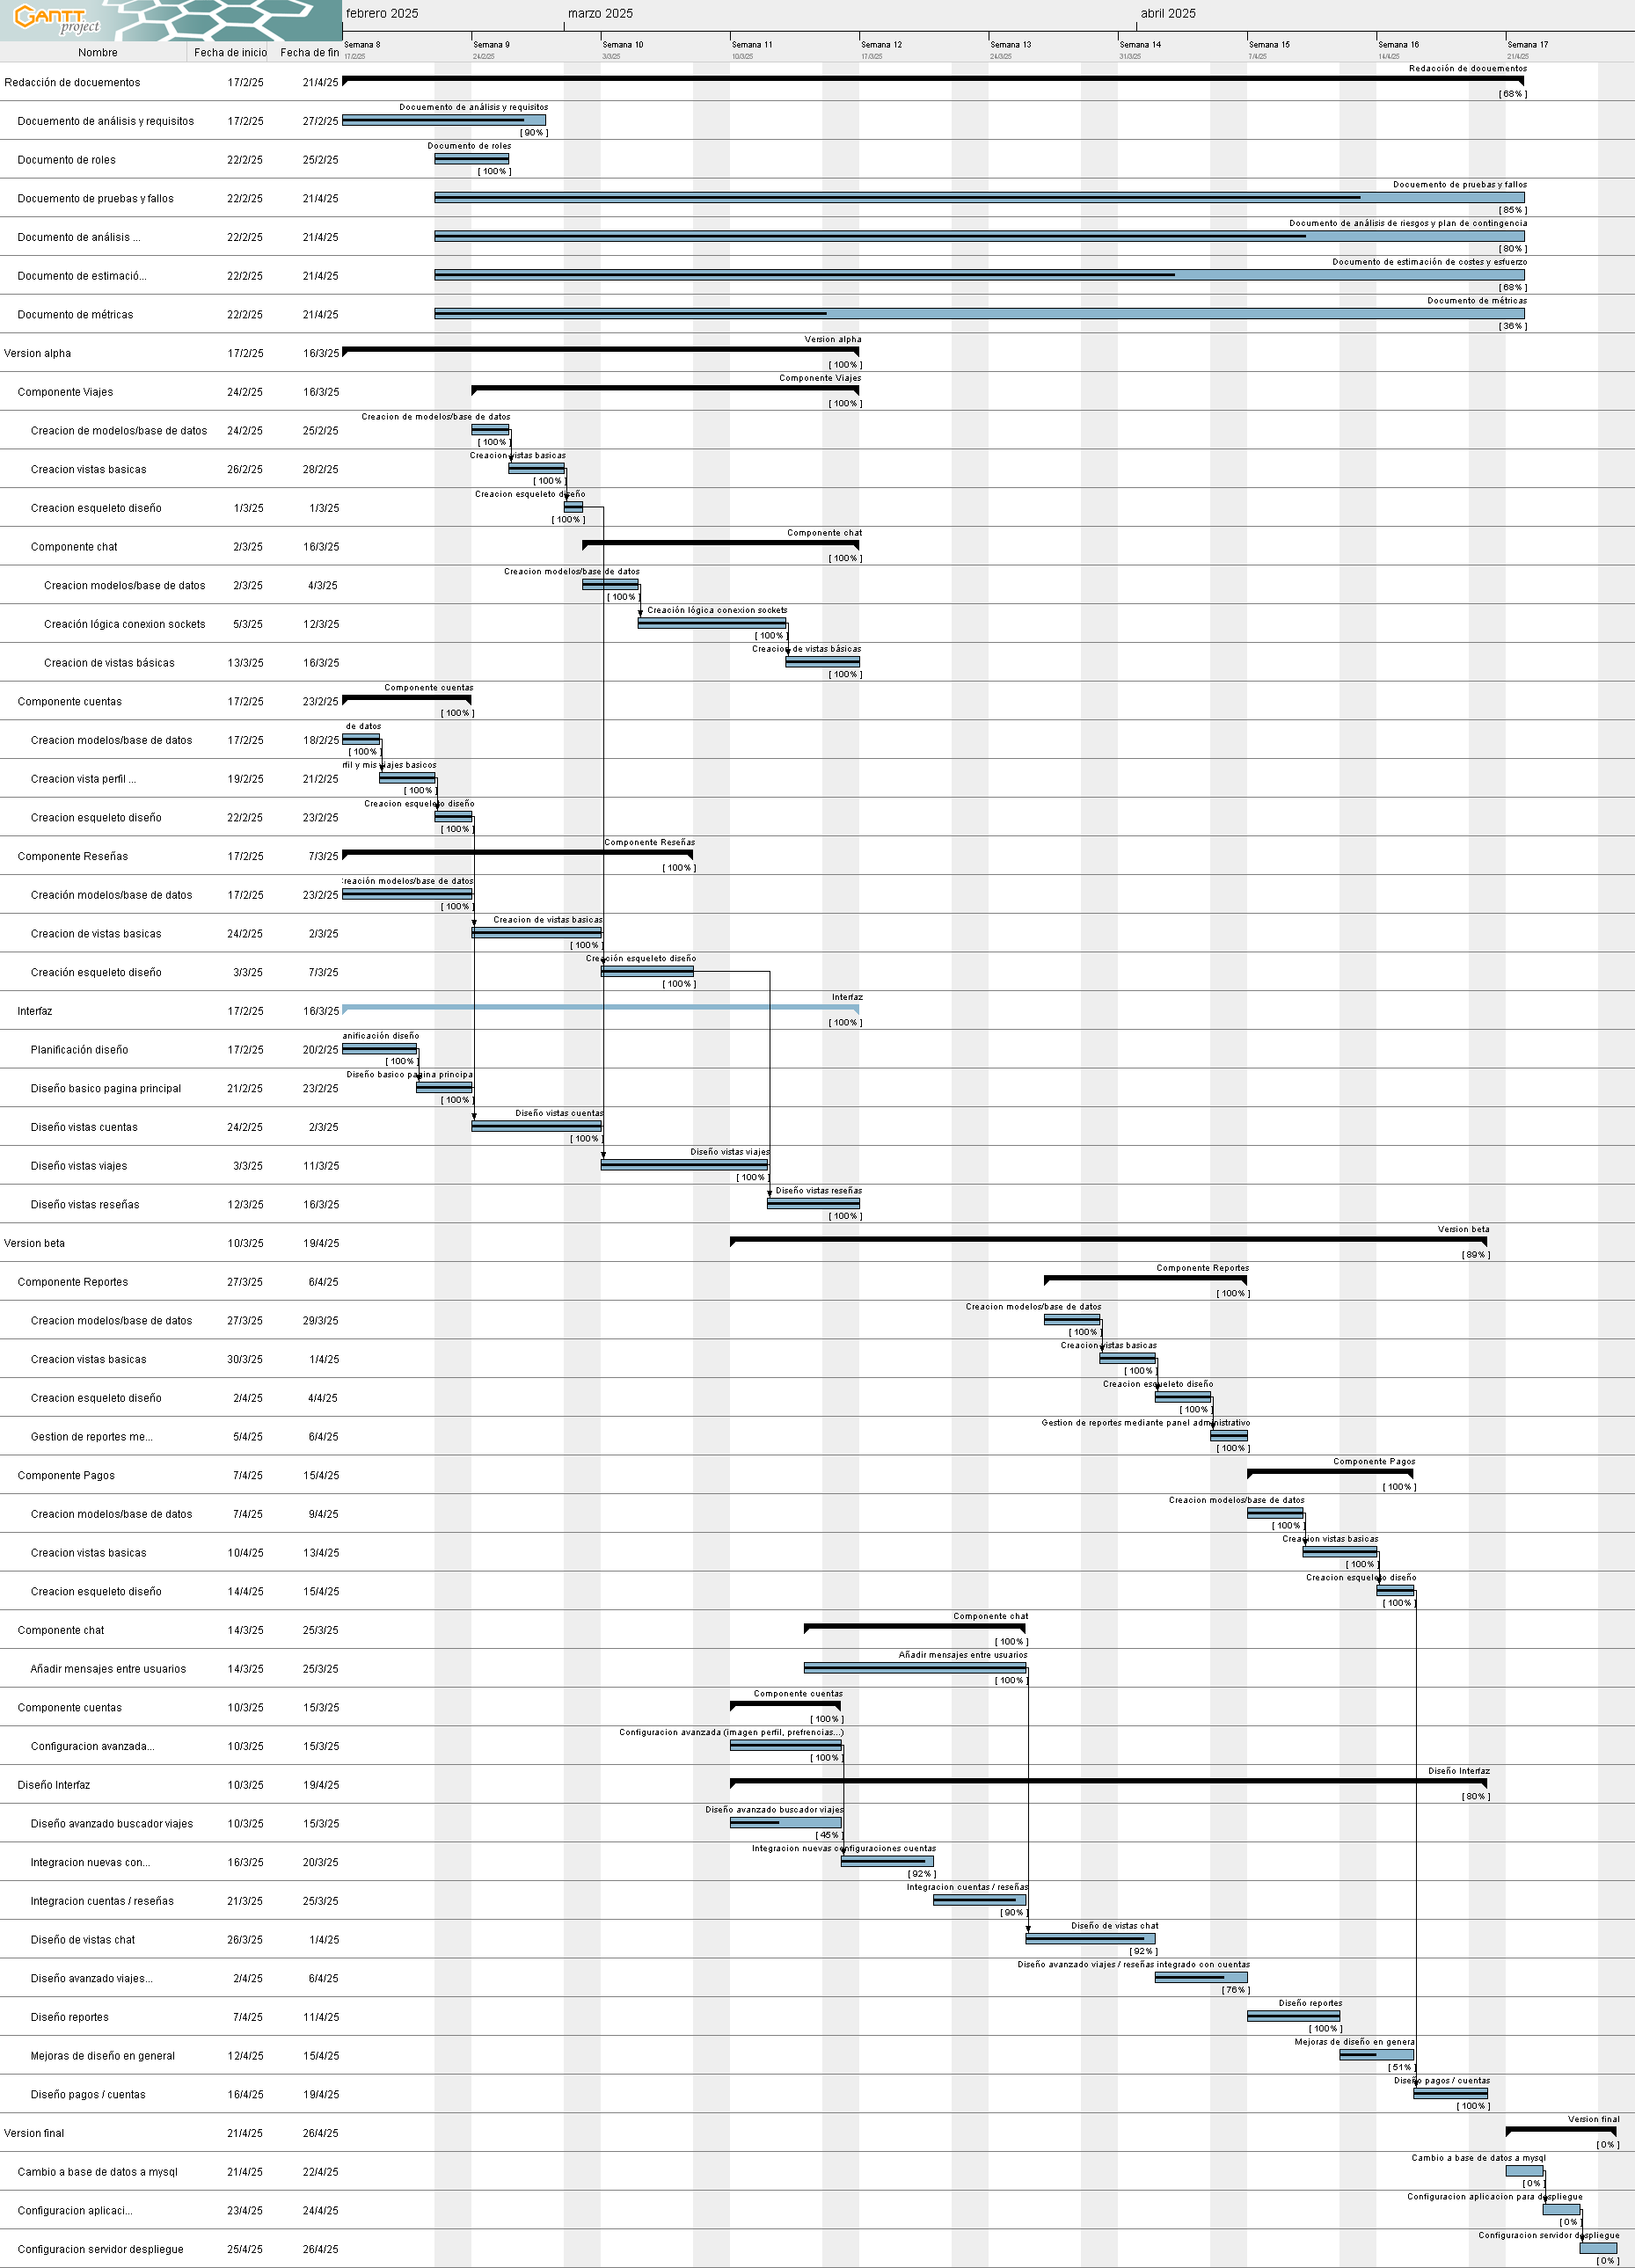 GANTT project
febrero 2025 marzo 2025 abril 2025
Semana 8 Semana 9 Semana 10 Semana 11 Semana 12 Semana 13 Semana 14 Semana 15 Semana 16 Semana 17
Nombre Fecha de inicio Fecha de fin 17/2/25 24/2/25 3/3/25 10/3/25 17/3/25 24/3/25 31/3/25 7/4/25 14/4/25 21/4/25
Redacción de docuementos
Redacción de docuementos 17/2/25 21/4/25
[ 68% ]
Docuemento de análisis y requisitos
Docuemento de análisis y requisitos 17/2/25 27/2/25
[ 90% ]
Documento de roles
Documento de roles 22/2/25 25/2/25
[ 100% ]
Docuemento de pruebas y fallos
Docuemento de pruebas y fallos 22/2/25 21/4/25
[ 85% ]
Documento de análisis de riesgos y plan de contingencia
Documento de análisis ... 22/2/25 21/4/25
[ 80% ]
Documento de estimación de costes y esfuerzo
Documento de estimació... 22/2/25 21/4/25
[ 68% ]
Documento de métricas
Documento de métricas 22/2/25 21/4/25
[ 36% ]
Version alpha
Version alpha 17/2/25 16/3/25
[ 100% ]
Componente Viajes
Componente Viajes 24/2/25 16/3/25
[ 100% ]
Creacion de modelos/base de datos
Creacion de modelos/base de datos 24/2/25 25/2/25
[ 100% ]
Creacion vistas basicas
Creacion vistas basicas 26/2/25 28/2/25
[ 100% ]
Creacion esqueleto diseño
Creacion esqueleto diseño 1/3/25 1/3/25
[ 100% ]
Componente chat
Componente chat 2/3/25 16/3/25
[ 100% ]
Creacion modelos/base de datos
Creacion modelos/base de datos 2/3/25 4/3/25
[ 100% ]
Creación lógica conexion sockets
Creación lógica conexion sockets 5/3/25 12/3/25
[ 100% ]
Creacion de vistas básicas
Creacion de vistas básicas 13/3/25 16/3/25
[ 100% ]
Componente cuentas
Componente cuentas 17/2/25 23/2/25
[ 100% ]
de datos
Creacion modelos/base de datos 17/2/25 18/2/25
[ 100% ]
rfil y mis viajes basicos
Creacion vista perfil ... 19/2/25 21/2/25
[ 100% ]
Creacion esqueleto diseño
Creacion esqueleto diseño 22/2/25 23/2/25
[ 100% ]
Componente Reseñas
Componente Reseñas 17/2/25 7/3/25
[ 100% ]
reación modelos/base de datos
Creación modelos/base de datos 17/2/25 23/2/25
[ 100% ]
Creacion de vistas basicas
Creacion de vistas basicas 24/2/25 2/3/25
[ 100% ]
Creación esqueleto diseño
Creación esqueleto diseño 3/3/25 7/3/25
[ 100% ]
Interfaz
Interfaz 17/2/25 16/3/25
[ 100% ]
anificación diseño
Planificación diseño 17/2/25 20/2/25
[ 100% ]
Diseño basico pagina principa
Diseño basico pagina principal 21/2/25 23/2/25
[ 100% ]
Diseño vistas cuentas
Diseño vistas cuentas 24/2/25 2/3/25
[ 100% ]
Diseño vistas viajes
Diseño vistas viajes 3/3/25 11/3/25
[ 100% ]
Diseño vistas reseñas
Diseño vistas reseñas 12/3/25 16/3/25
[ 100% ]
Version beta
Version beta 10/3/25 19/4/25
[ 89% ]
Componente Reportes
Componente Reportes 27/3/25 6/4/25
[ 100% ]
Creacion modelos/base de datos
Creacion modelos/base de datos 27/3/25 29/3/25
[ 100% ]
Creacion vistas basicas
Creacion vistas basicas 30/3/25 1/4/25
[ 100% ]
Creacion esqueleto diseño
Creacion esqueleto diseño 2/4/25 4/4/25
[ 100% ]
Gestion de reportes mediante panel administrativo
Gestion de reportes me... 5/4/25 6/4/25
[ 100% ]
Componente Pagos
Componente Pagos 7/4/25 15/4/25
[ 100% ]
Creacion modelos/base de datos
Creacion modelos/base de datos 7/4/25 9/4/25
[ 100% ]
Creacion vistas basicas
Creacion vistas basicas 10/4/25 13/4/25
[ 100% ]
Creacion esqueleto diseño
Creacion esqueleto diseño 14/4/25 15/4/25
[ 100% ]
Componente chat
Componente chat 14/3/25 25/3/25
[ 100% ]
Añadir mensajes entre usuarios
Añadir mensajes entre usuarios 14/3/25 25/3/25
[ 100% ]
Componente cuentas
Componente cuentas 10/3/25 15/3/25
[ 100% ]
Configuracion avanzada (imagen perfil, prefrencias...)
Configuracion avanzada... 10/3/25 15/3/25
[ 100% ]
Diseño Interfaz
Diseño Interfaz 10/3/25 19/4/25
[ 80% ]
Diseño avanzado buscador viajes
Diseño avanzado buscador viajes 10/3/25 15/3/25
[ 45% ]
Integracion nuevas configuraciones cuentas
Integracion nuevas con... 16/3/25 20/3/25
[ 92% ]
Integracion cuentas / reseñas
Integracion cuentas / reseñas 21/3/25 25/3/25
[ 90% ]
Diseño de vistas chat
Diseño de vistas chat 26/3/25 1/4/25
[ 92% ]
Diseño avanzado viajes / reseñas integrado con cuentas
Diseño avanzado viajes... 2/4/25 6/4/25
[ 76% ]
Diseño reportes
Diseño reportes 7/4/25 11/4/25
[ 100% ]
Mejoras de diseño en genera
Mejoras de diseño en general 12/4/25 15/4/25
[ 51% ]
Diseño pagos / cuentas
Diseño pagos / cuentas 16/4/25 19/4/25
[ 100% ]
Version final
Version final 21/4/25 26/4/25
[ 0% ]
Cambio a base de datos a mysql
Cambio a base de datos a mysql 21/4/25 22/4/25
[ 0% ]
Configuracion aplicacion para despliegue
Configuracion aplicaci... 23/4/25 24/4/25
[ 0% ]
Configuracion servidor despliegue
Configuracion servidor despliegue 25/4/25 26/4/25
[ 0% ]